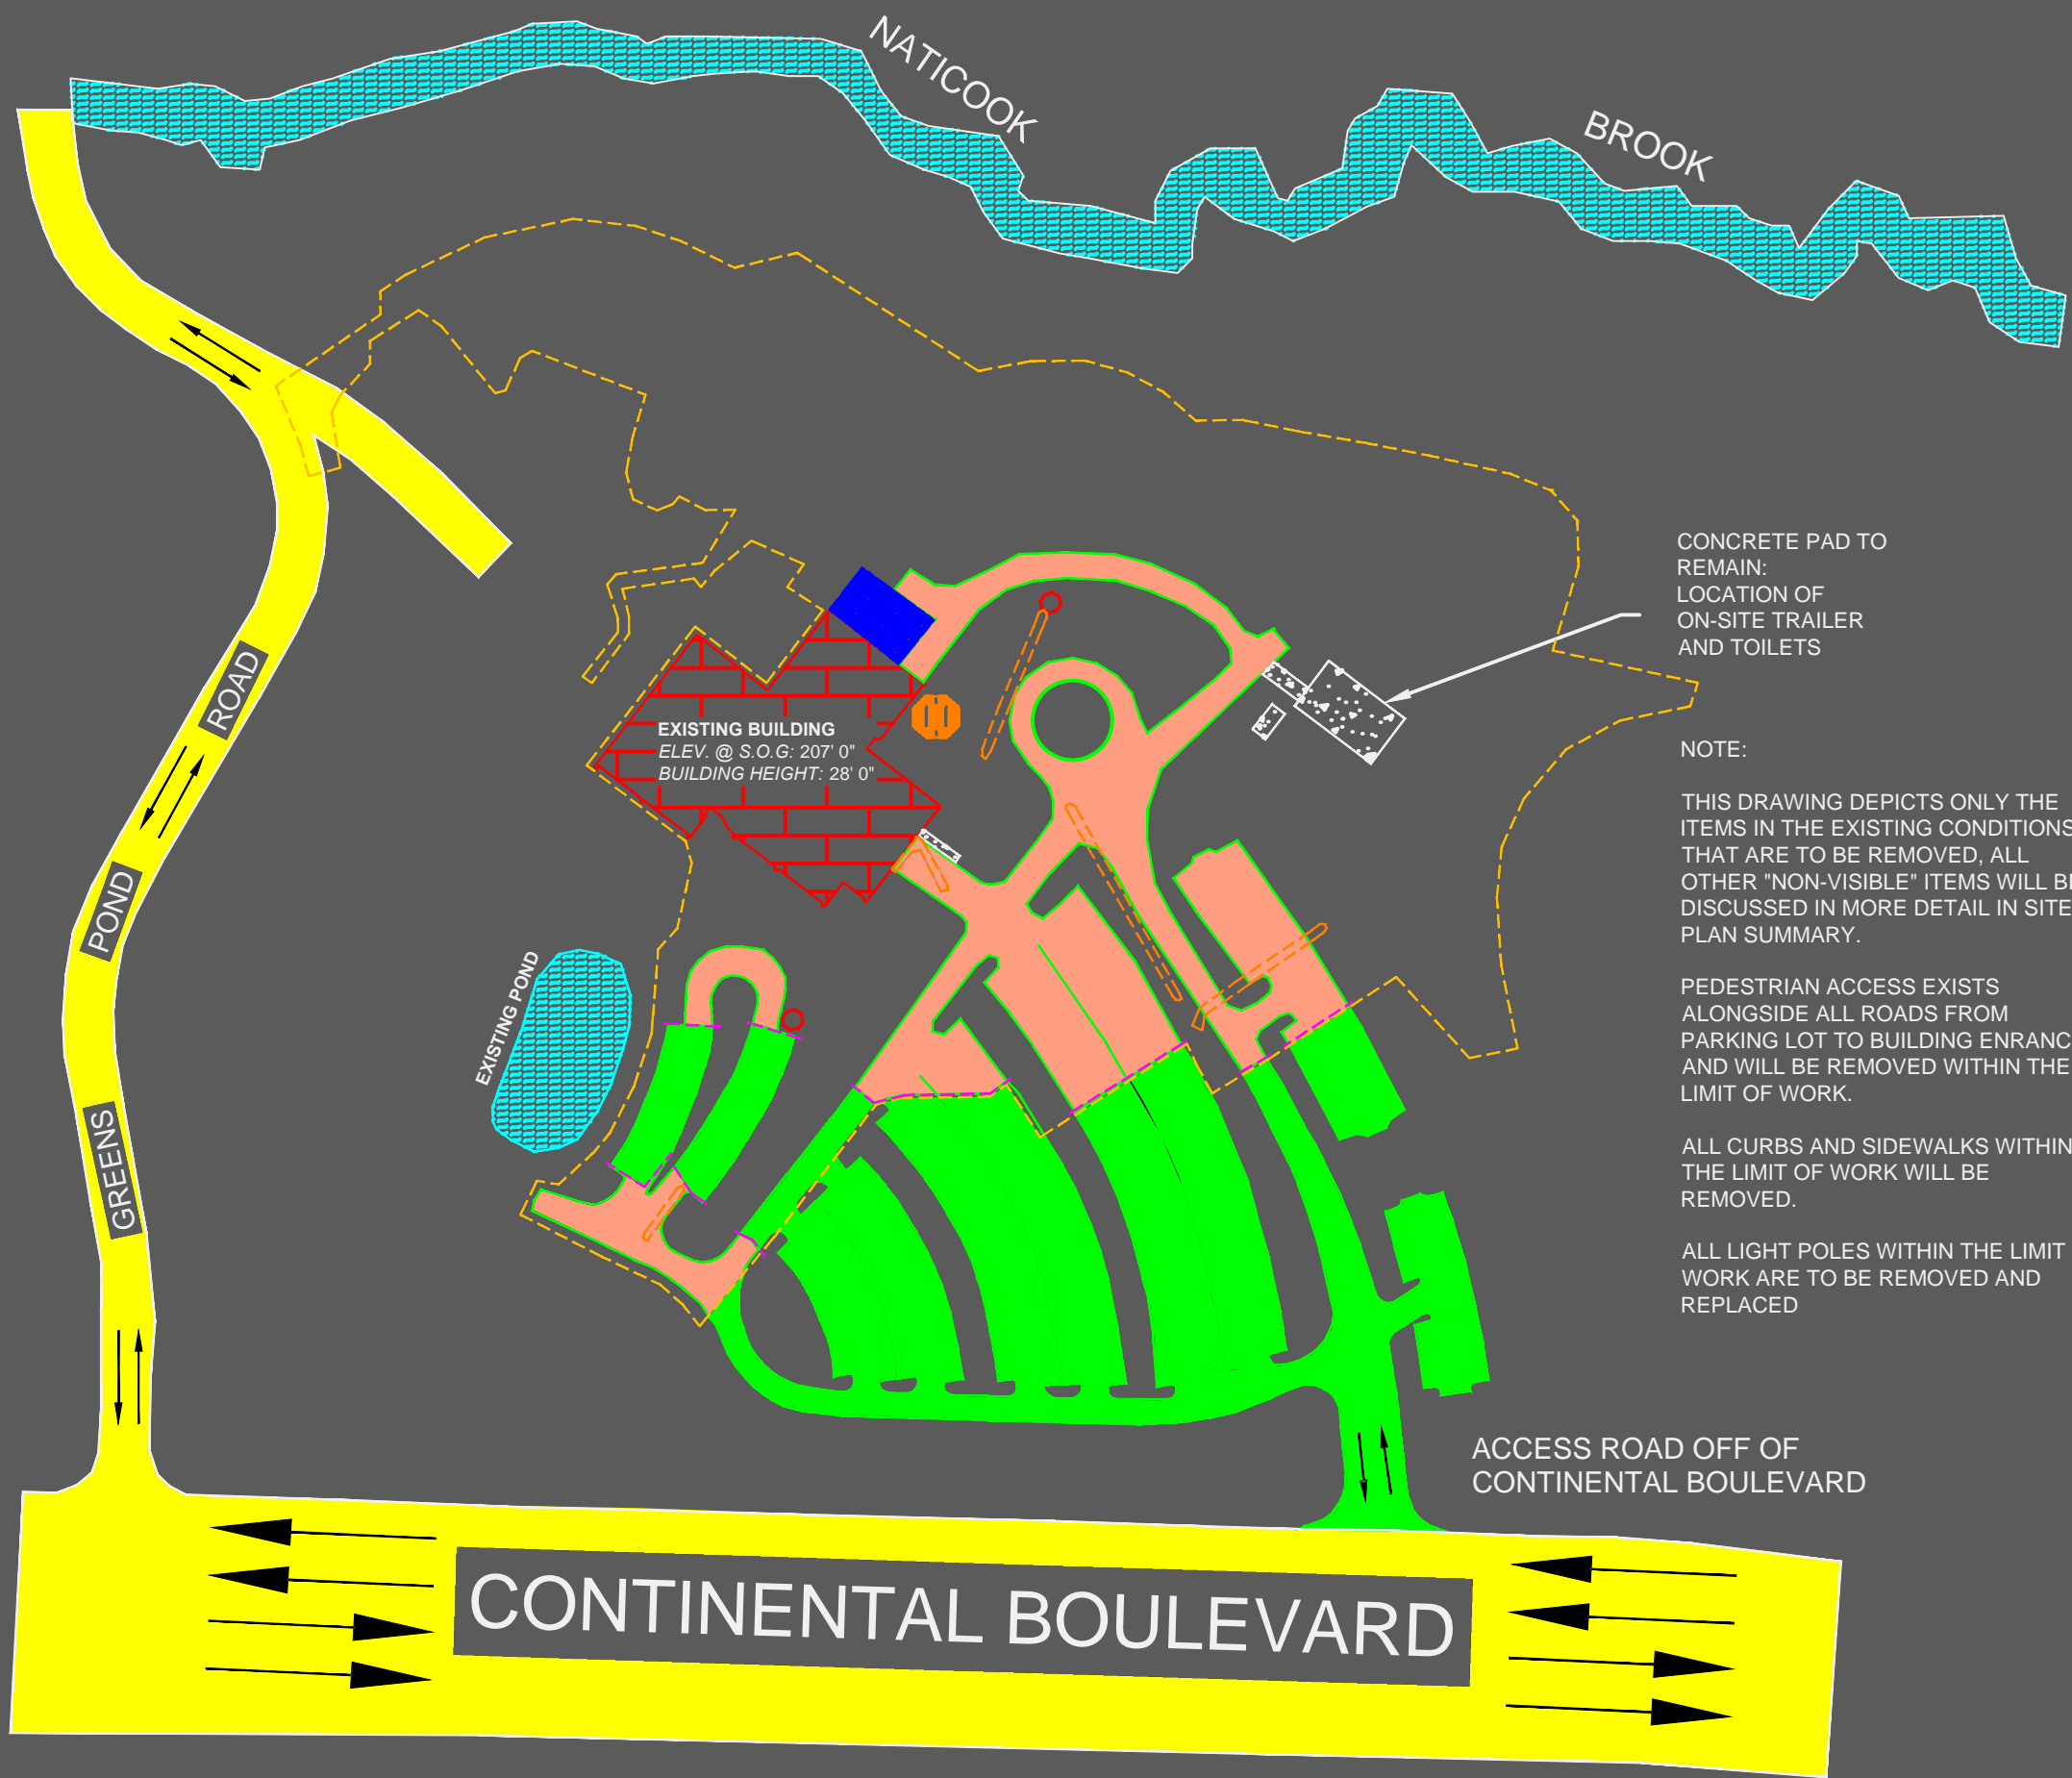 NATICOOK
BROOK
CONCRETE PAD TO
REMAIN:
LOCATION OF
ON-SITE TRAILER
AND TOILETS
ROAD
POND
GREENS
EXISTING BUILDING
ELEV. @ S.O.G: 207' 0"
BUILDING HEIGHT: 28' 0"
EXISTING POND
NOTE:
THIS DRAWING DEPICTS ONLY THE
ITEMS IN THE EXISTING CONDITIONS
THAT ARE TO BE REMOVED, ALL
OTHER "NON-VISIBLE" ITEMS WILL BE
DISCUSSED IN MORE DETAIL IN SITE
PLAN SUMMARY.
PEDESTRIAN ACCESS EXISTS
ALONGSIDE ALL ROADS FROM
PARKING LOT TO BUILDING ENRANC
AND WILL BE REMOVED WITHIN THE
LIMIT OF WORK.
ALL CURBS AND SIDEWALKS WITHIN
THE LIMIT OF WORK WILL BE
REMOVED.
ALL LIGHT POLES WITHIN THE LIMIT
WORK ARE TO BE REMOVED AND
REPLACED
ACCESS ROAD OFF OF
CONTINENTAL BOULEVARD
CONTINENTAL BOULEVARD